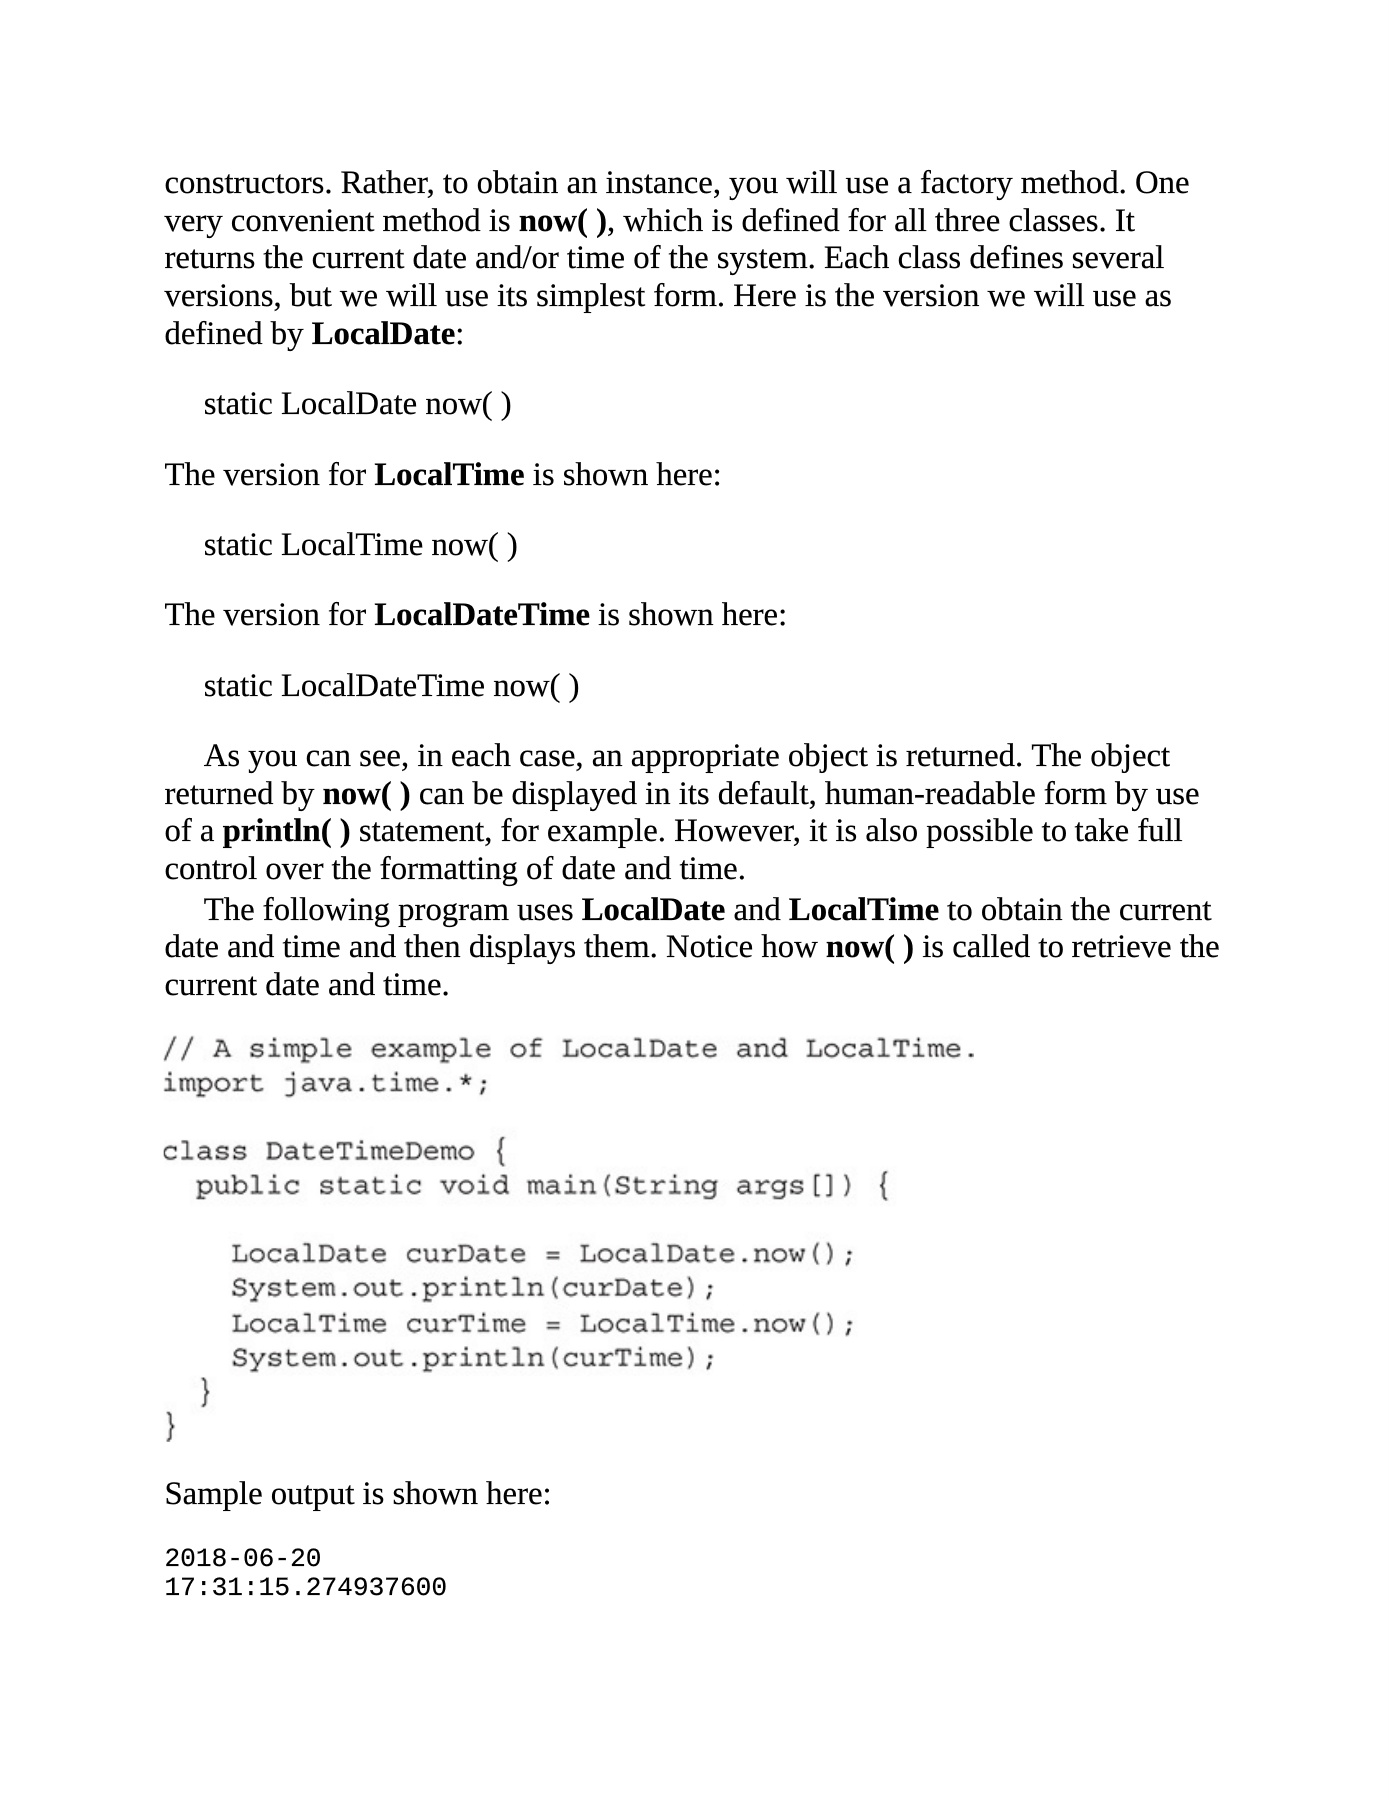 constructors. Rather, to obtain an instance, you will use a factory method. One
very convenient method is now( ), which is defined for all three classes. It
returns the current date and/or time of the system. Each class defines several
versions, but we will use its simplest form. Here is the version we will use as
defined by LocalDate:
static LocalDate now( )
The version for LocalTime is shown here:
static LocalTime now( )
The version for LocalDateTime is shown here:
static LocalDateTime now( )
As you can see, in each case, an appropriate object is returned. The object
returned by now( ) can be displayed in its default, human-readable form by use
of a println( ) statement, for example. However, it is also possible to take full
control over the formatting of date and time.
The following program uses LocalDate and LocalTime to obtain the current
date and time and then displays them. Notice how now( ) is called to retrieve the
current date and time.
// A simple example of LocalDate and LocalTime.
import java.time.*;
class DateTimeDemo {
public static void main(String args[]) {
LocalDate curDate = LocalDate.now();
System.out.println(curDate);
LocalTime curTime = LocalTime.now();
System.out.println(curTime);
}
}
Sample output is shown here:
2018-06-20
17:31:15.274937600